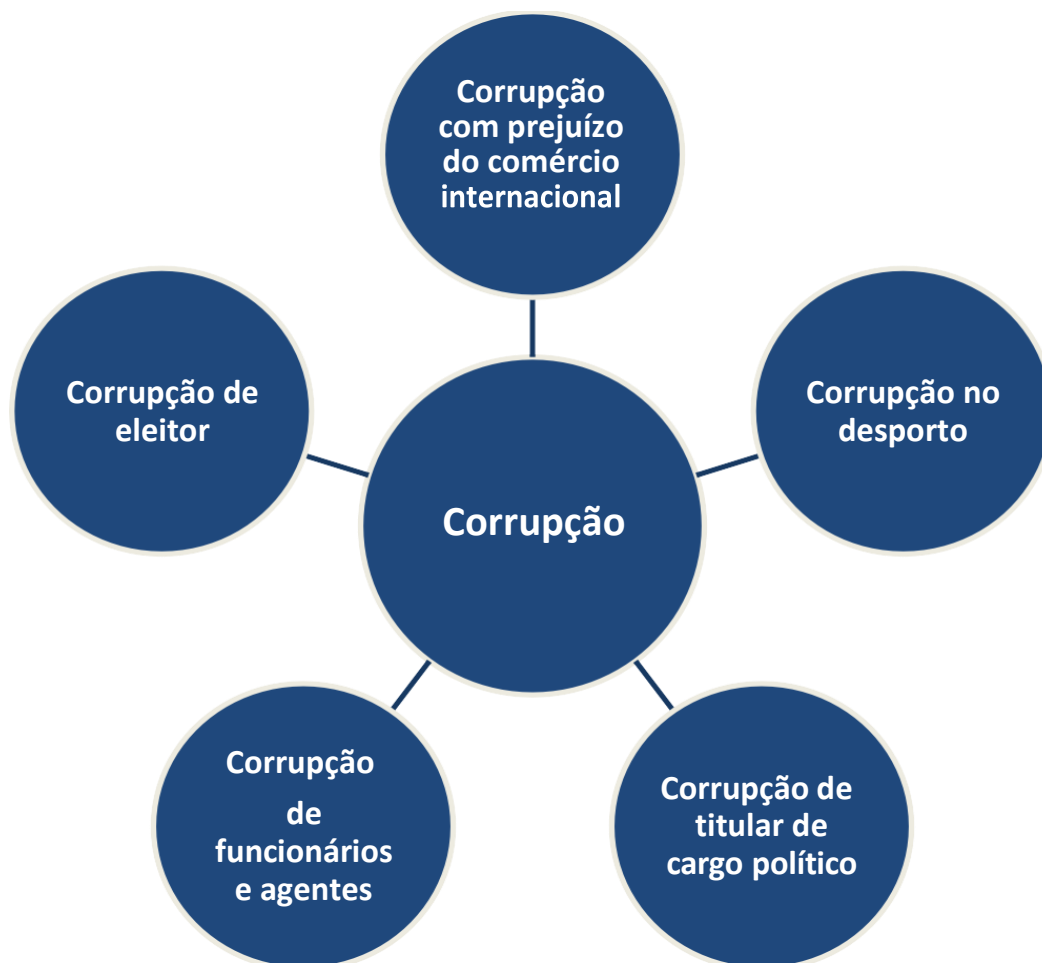 Corrupção
com prejuízo
do comércio
internacional
Corrupção de
eleitor
Corrupção no
desporto
Corrupção
Corrupção
de
funcionários
e agentes
Corrupção de
titular de
cargo político